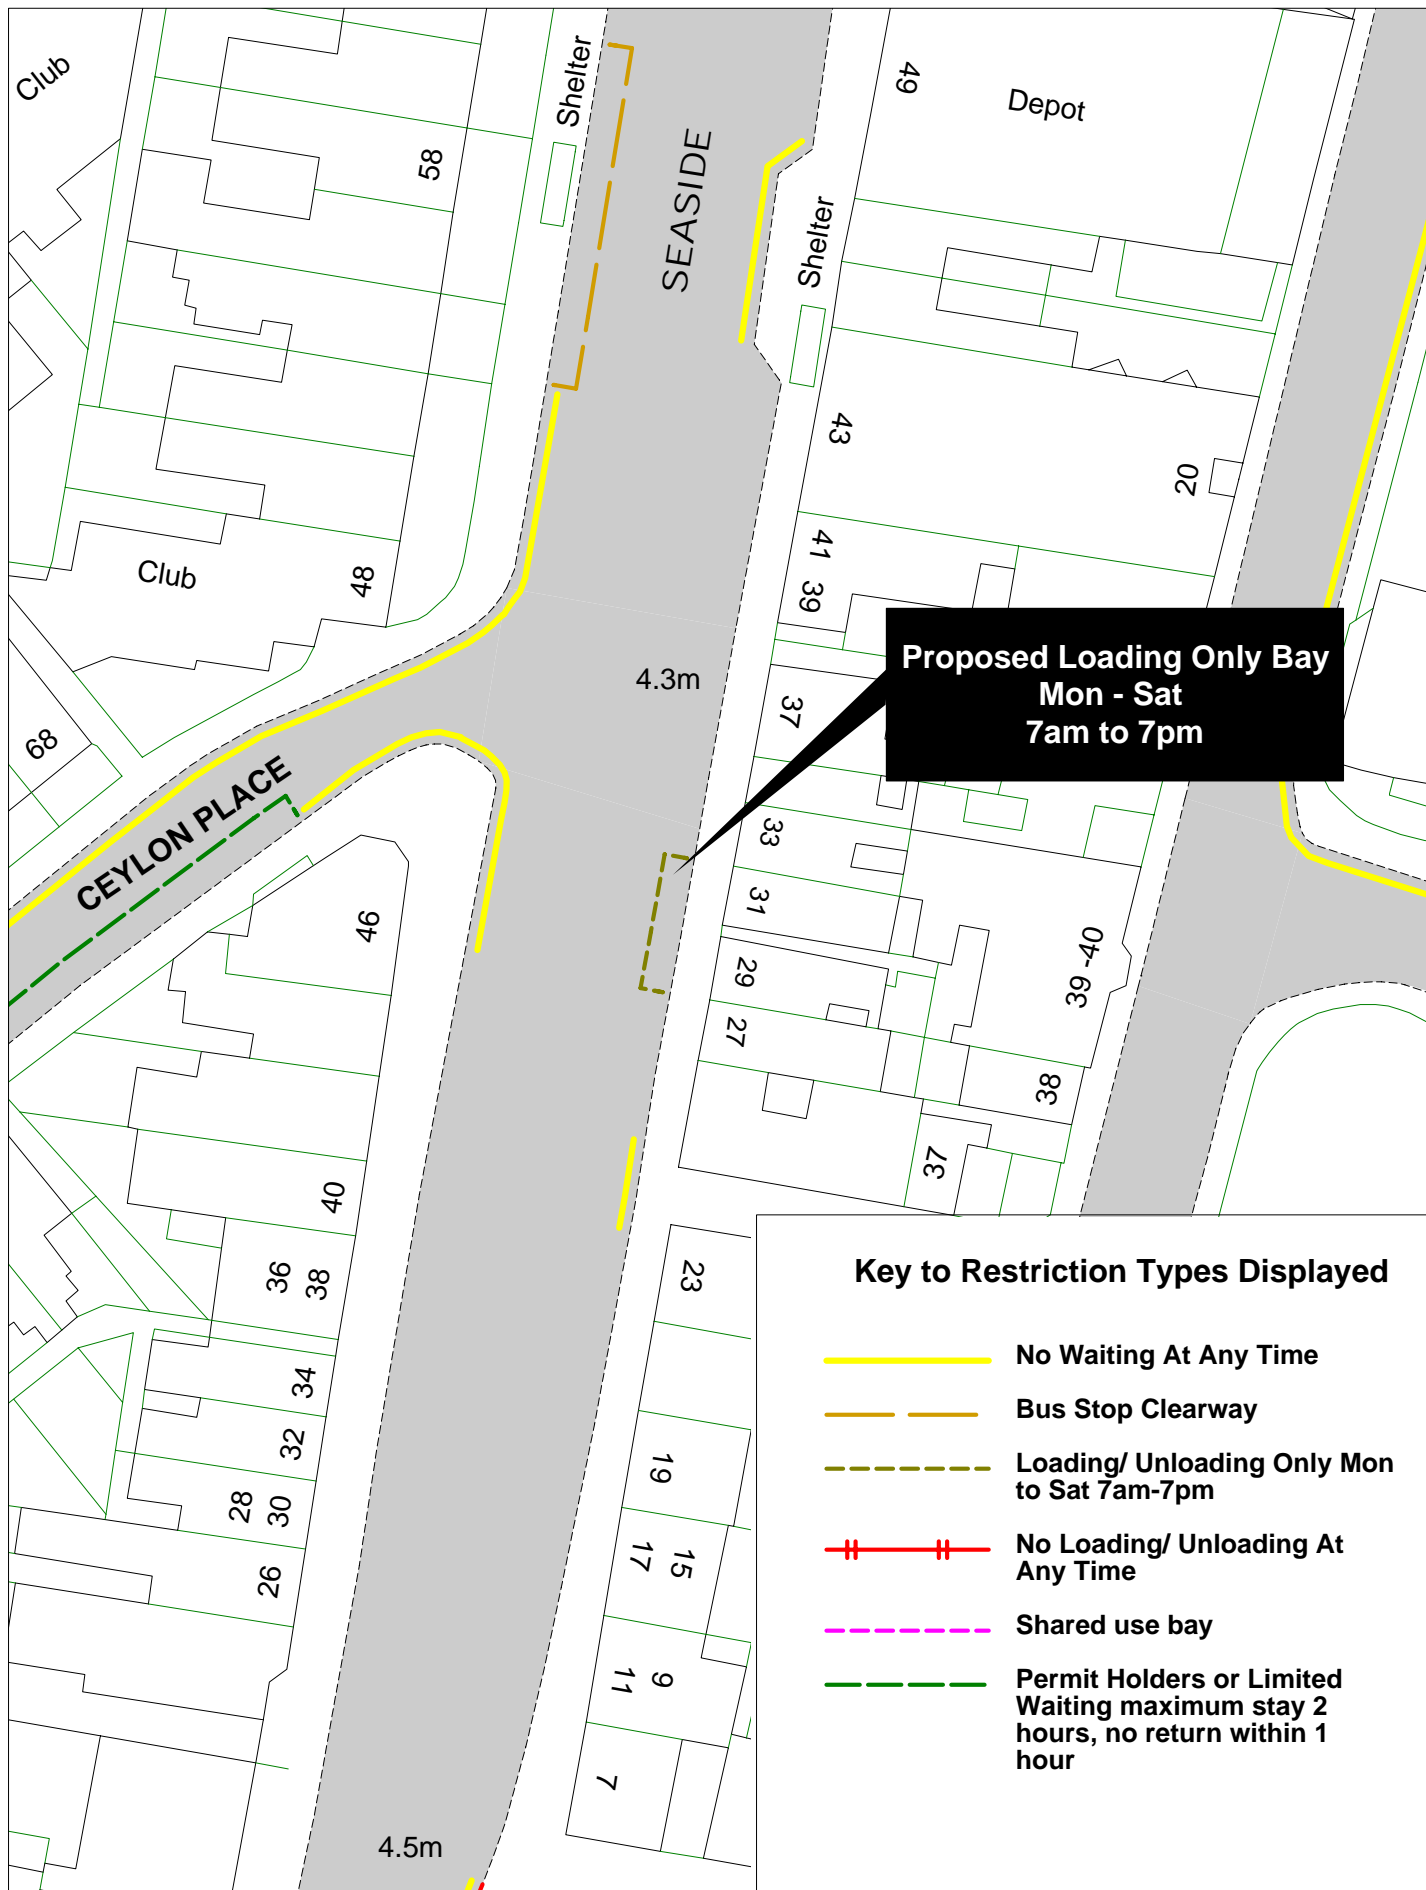 Club
Shelter
49
Depot
58
SEASIDE
Shelter
43
20
41
Club
48
39
Proposed Loading Only Bay
Mon - Sat
7am to 7pm
4.3m
37
68
CEYLON PLACE
33
31
46
39 -40
29
27
38
37
40
36
38
23
34
32
19
28
30
17
15
26
11
9
7
4.5m
Key to Restriction Types Displayed
No Waiting At Any Time
Bus Stop Clearway
Loading/ Unloading Only Mon
to Sat 7am-7pm
No Loading/ Unloading At
Any Time
Shared use bay
Permit Holders or Limited
Waiting maximum stay 2
hours, no return within 1
hour